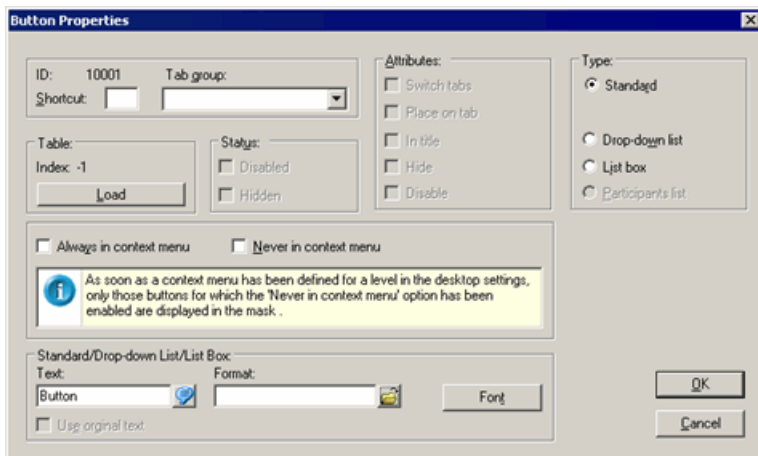 Button Properties
ID: 10001 Tab group:
Shortcut:
Attributes:
Switch tabs
Place on tab
In title
Hide
Disable
Type:
Standard
Drop-down list
List box
Participants list
Table:
Index: -1
Load
Status:
Disabled
Hidden
Always in context menu Never in context menu
As soon as a context menu has been defined for a level in the desktop settings,
only those buttons for which the 'Never in context menu' option has been
enabled are displayed in the mask .
Standard/Drop-down List/List Box:
Text: Format:
Button
Font
Use orginal text
OK
Cancel